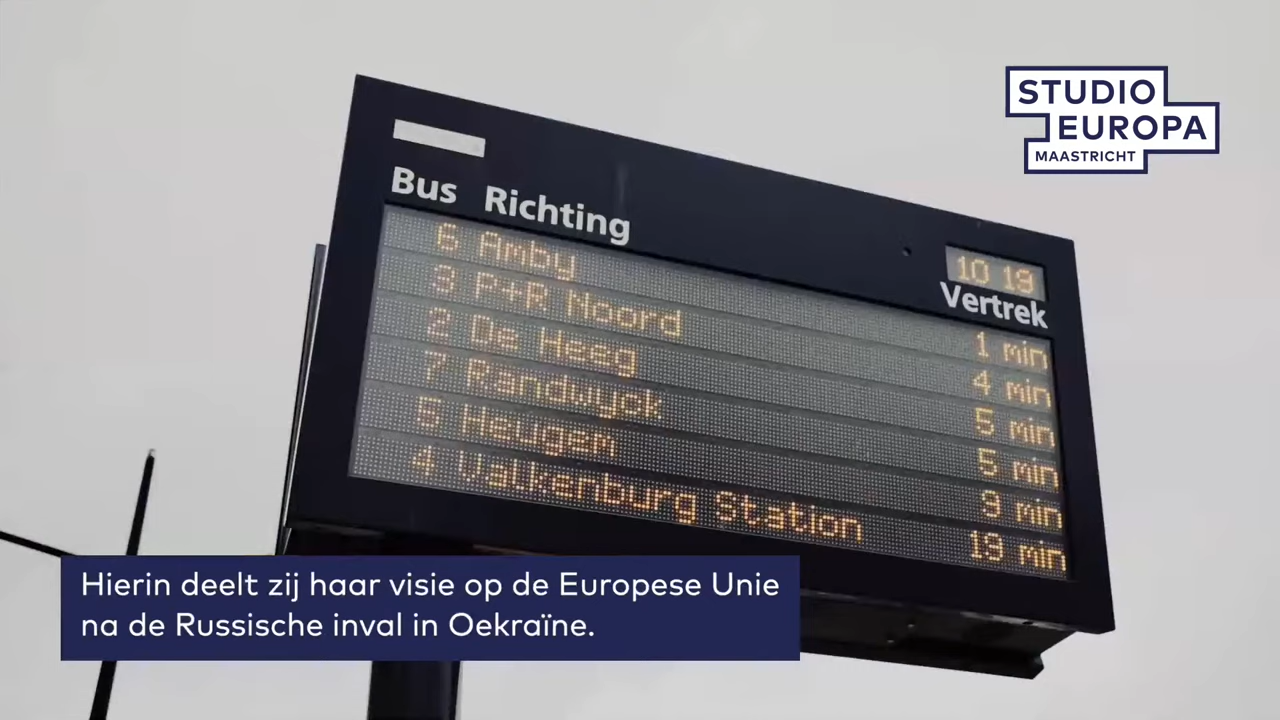 STUDIO
EUROPA
MAASTRICHT
Bus Richting
10 19
Vertrek
6 Amby 1 min
3 P+R Noord 4 min
2 De Heeg 5 min
7 Randwyck 5 min
5 Heugem 9 min
4 Valkenburg Station 19 min
Hierin deelt zij haar visie op de Europese Unie
na de Russische inval in Oekraïne.